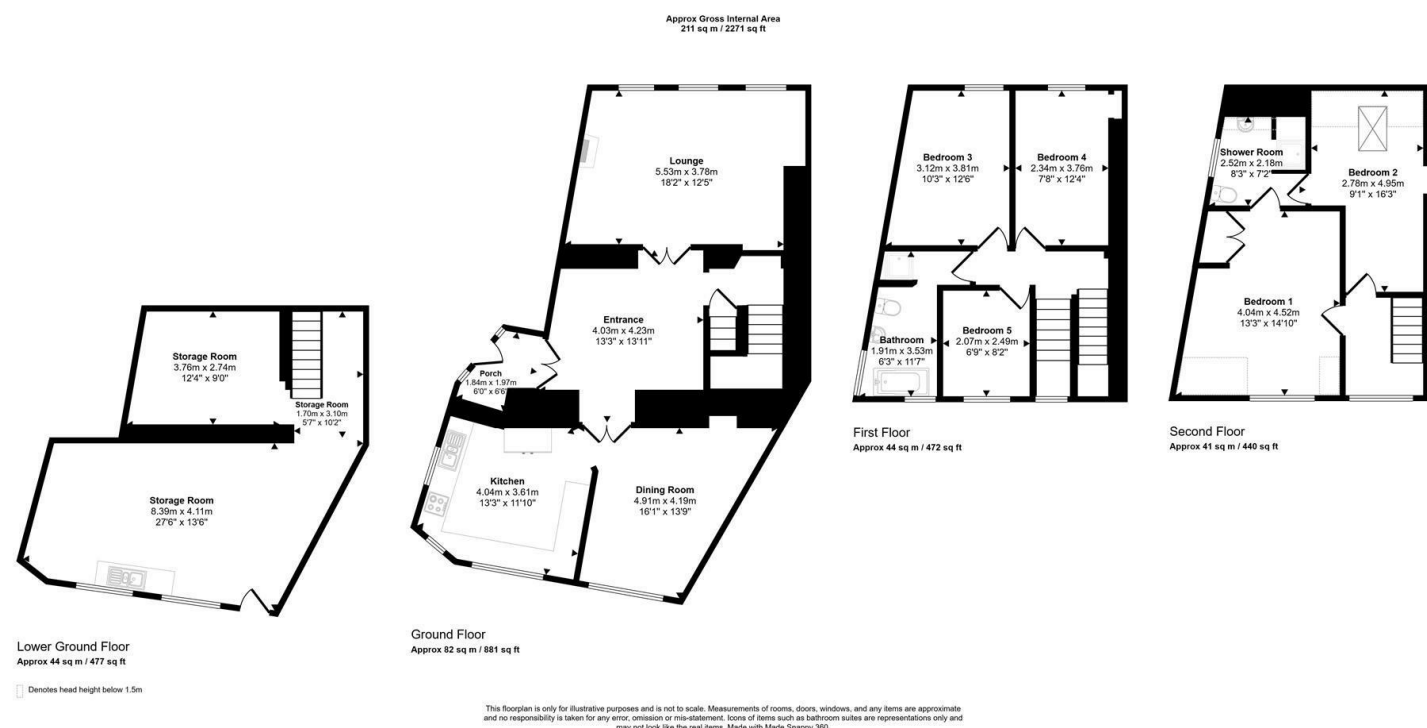 Approx Gross Internal Area
211 sq m / 2271 sq ft
Storage Room
3.76m x 2.74m
12'4" x 9'0"
Storage Room
1.70m x 3.10m
5'7" x 10'2"
Storage Room
8.39m x 4.11m
27'6" x 13'6"
Lower Ground Floor
Approx 44 sq m / 477 sq ft
Denotes head height below 1.5m
Lounge
5.53m x 3.78m
18'2" x 12'5"
Entrance
4.03m x 4.23m
13'3" x 13'11"
Porch
1.84m x 1.97m
6'0" x 6'6"
Kitchen
4.04m x 3.61m
13'3" x 11'10"
Dining Room
4.91m x 4.19m
16'1" x 13'9"
Ground Floor
Approx 82 sq m / 881 sq ft
Bedroom 3
3.12m x 3.81m
10'3" x 12'6"
Bedroom 4
2.34m x 3.76m
7'8" x 12'4"
Bathroom
1.91m x 3.53m
6'3" x 11'7"
Bedroom 5
2.07m x 2.49m
6'9" x 8'2"
First Floor
Approx 44 sq m / 472 sq ft
Shower Room
2.52m x 2.18m
8'3" x 7'2"
Bedroom 2
2.78m x 4.95m
9'1" x 16'3"
Bedroom 1
4.04m x 4.52m
13'3" x 14'10"
Second Floor
Approx 41 sq m / 440 sq ft
This floorplan is only for illustrative purposes and is not to scale. Measurements of rooms, doors, windows, and any items are approximate
and no responsibility is taken for any error, omission or mis-statement. Icons of items such as bathroom suites are representations only and
may not look like the real items. Made with Made Snappy 360.